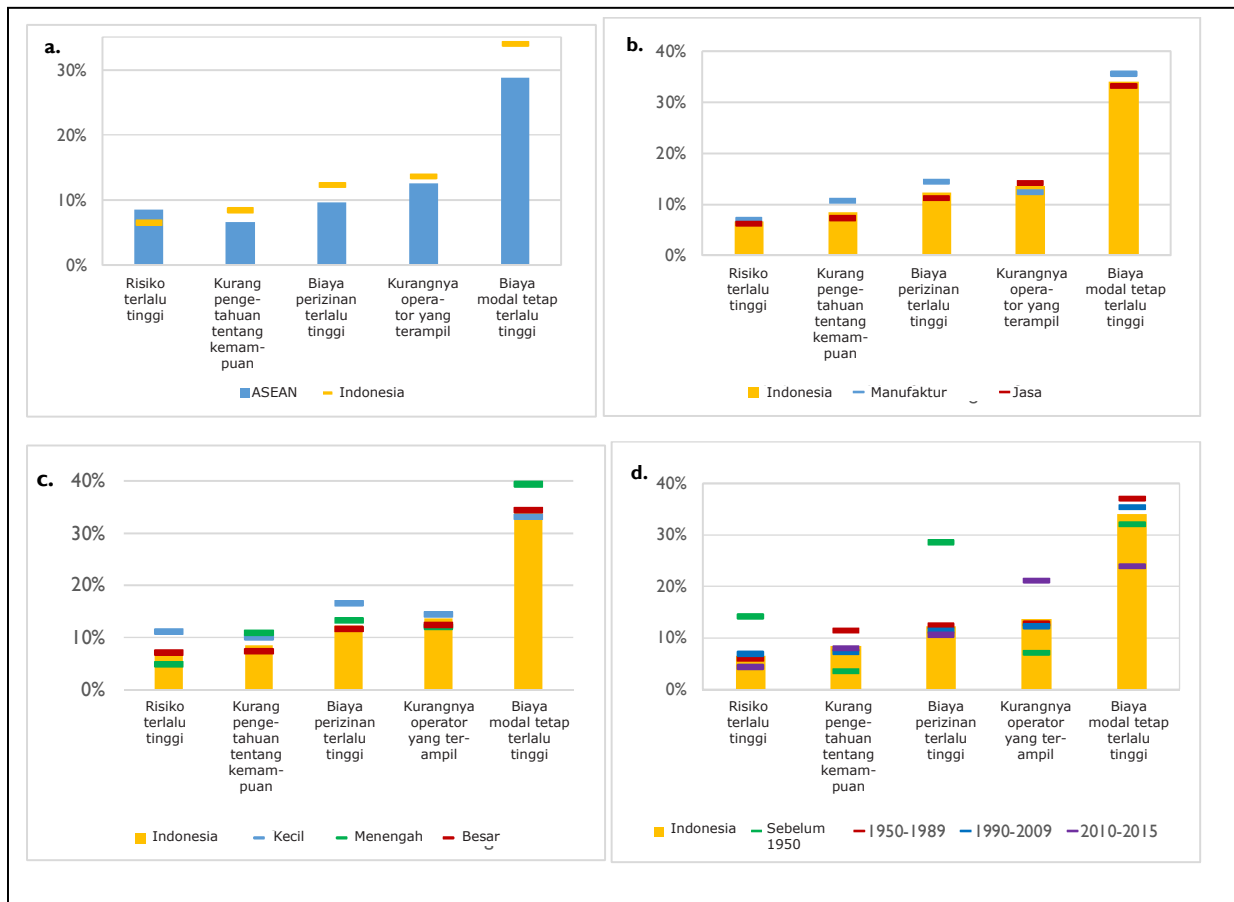 a.
30%
20%
10%
0%
Risiko
terlalu
tinggi
Kurang
penge-
tahuan
tentang
kemam-
puan
Biaya
perizinan
terlalu
tinggi
Kurangnya
opera-
tor yang
terampil
Biaya
modal tetap
terlalu
tinggi
ASEAN
Indonesia
b.
40%
30%
20%
10%
0%
Risiko
terlalu
tinggi
Kurang
penge-
tahuan
tentang
kemam-
puan
Biaya
perizinan
terlalu
tinggi
Kurangnya
opera-
tor yang
terampil
Biaya
modal tetap
terlalu
tinggi
Indonesia
Manufaktur
Jasa
c.
40%
30%
20%
10%
0%
Risiko
terlalu
tinggi
Kurang
penge-
tahuan
tentang
kemam-
puan
Biaya
perizinan
terlalu
tinggi
Kurangnya
operator
yang ter-
ampil
Biaya
modal tetap
terlalu
tinggi
Indonesia
Kecil
Menengah
Besar
d.
40%
30%
20%
10%
0%
Risiko
terlalu
tinggi
Kurang
penge-
tahuan
tentang
kemam-
puan
Biaya
perizinan
terlalu
tinggi
Kurangnya
operator
yang ter-
ampil
Biaya
modal tetap
terlalu
tinggi
Indonesia
Sebelum
1950
1950-1989
1990-2009
2010-2015